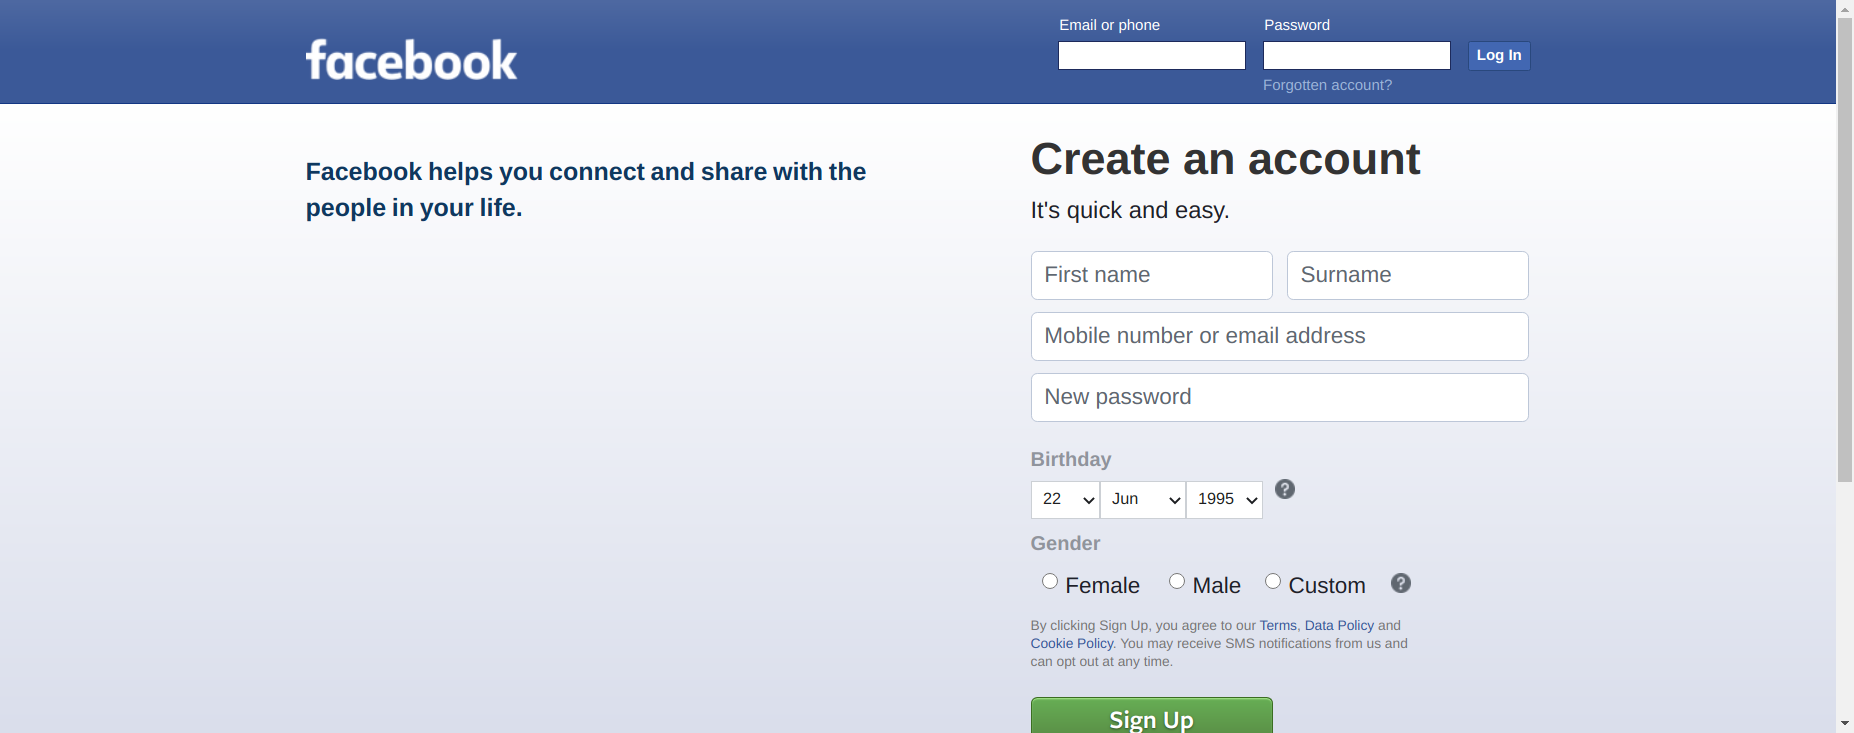 facebook
Email or phone
Password
Log In
Forgotten account?
Facebook helps you connect and share with the
people in your life.
Create an account
It's quick and easy.
First name
Surname
Mobile number or email address
New password
Birthday
22 Jun 1995 ?
Gender
Female Male Custom ?
By clicking Sign Up, you agree to our Terms, Data Policy and
Cookie Policy. You may receive SMS notifications from us and
can opt out at any time.
Sign Up